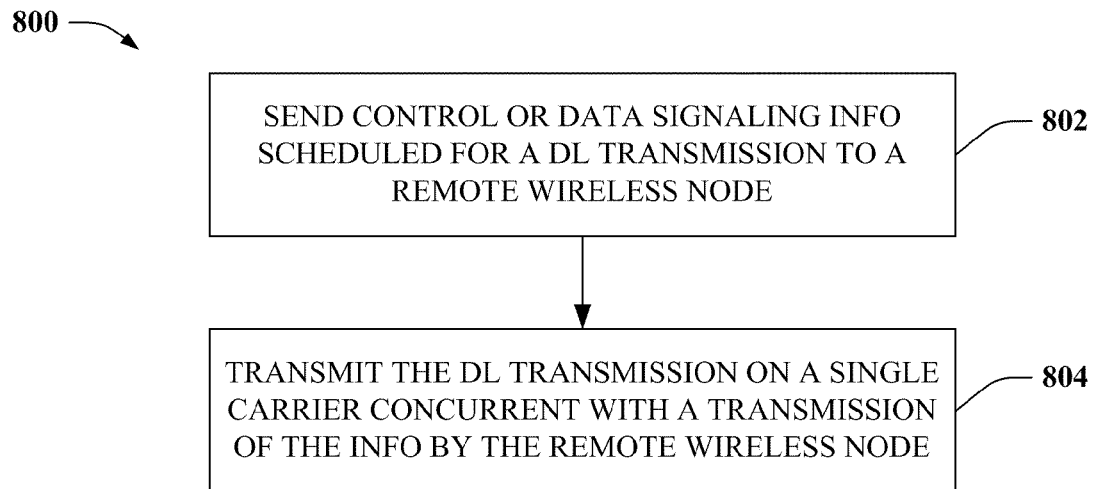 800
SEND CONTROL OR DATA SIGNALING INFO
SCHEDULED FOR A DL TRANSMISSION TO A
REMOTE WIRELESS NODE
802
TRANSMIT THE DL TRANSMISSION ON A SINGLE
CARRIER CONCURRENT WITH A TRANSMISSION
OF THE INFO BY THE REMOTE WIRELESS NODE
804